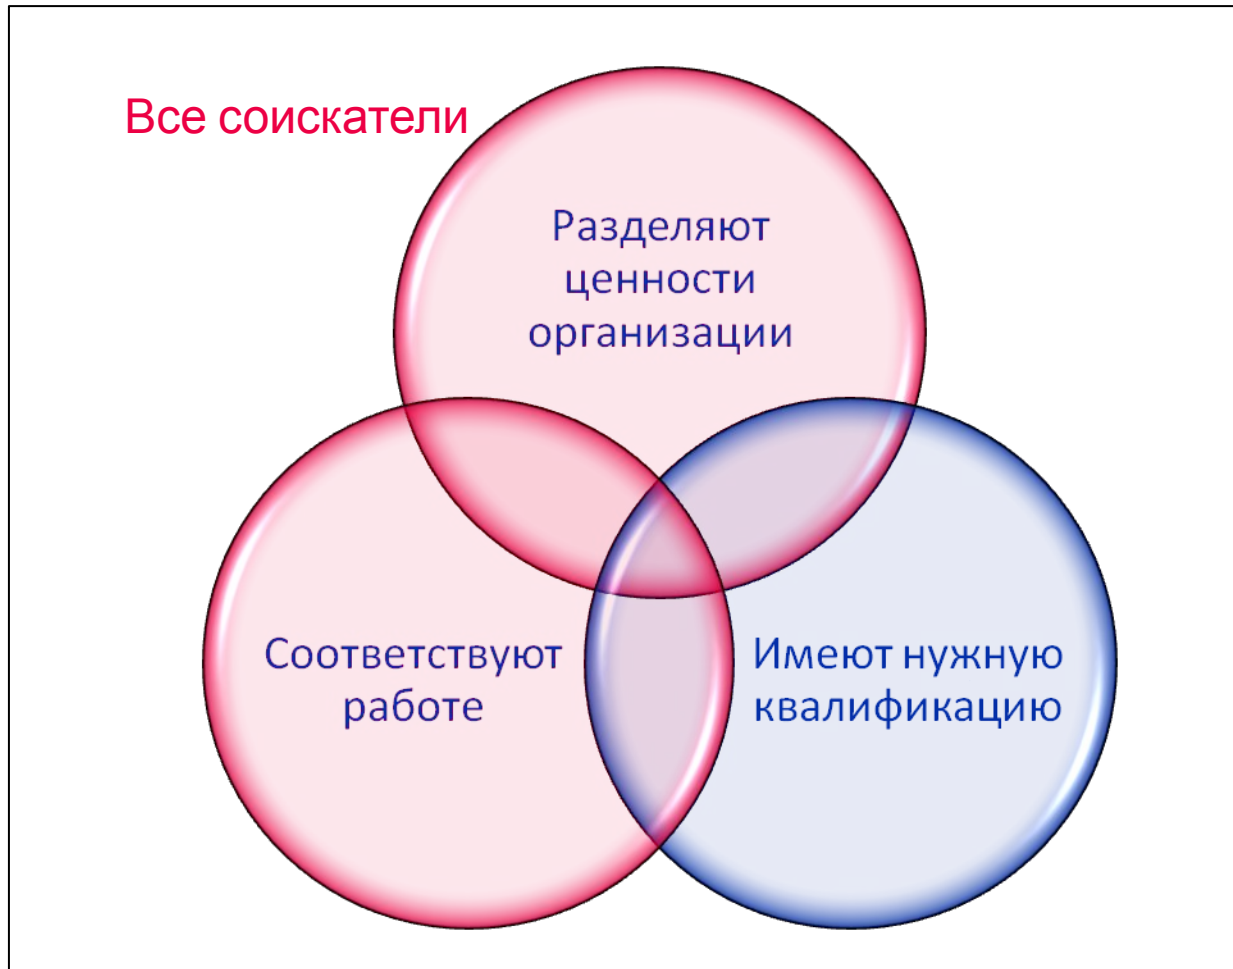 Все соискатели
Разделяют
ценности
организации
Соответствуют
работе
Имеют нужную
квалификацию